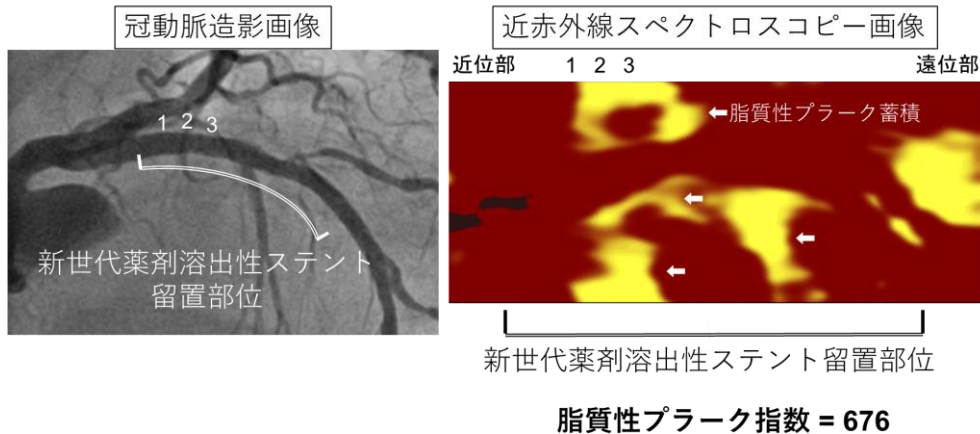 冠動脈造影画像
近赤外線スペクトロスコピー画像
1 2 3
新世代薬剤溶出性ステント
留置部位
近位部 1 2 3 遠位部
脂質性プラーク蓄積
新世代薬剤溶出性ステント留置部位
脂質性プラーク指数 = 676